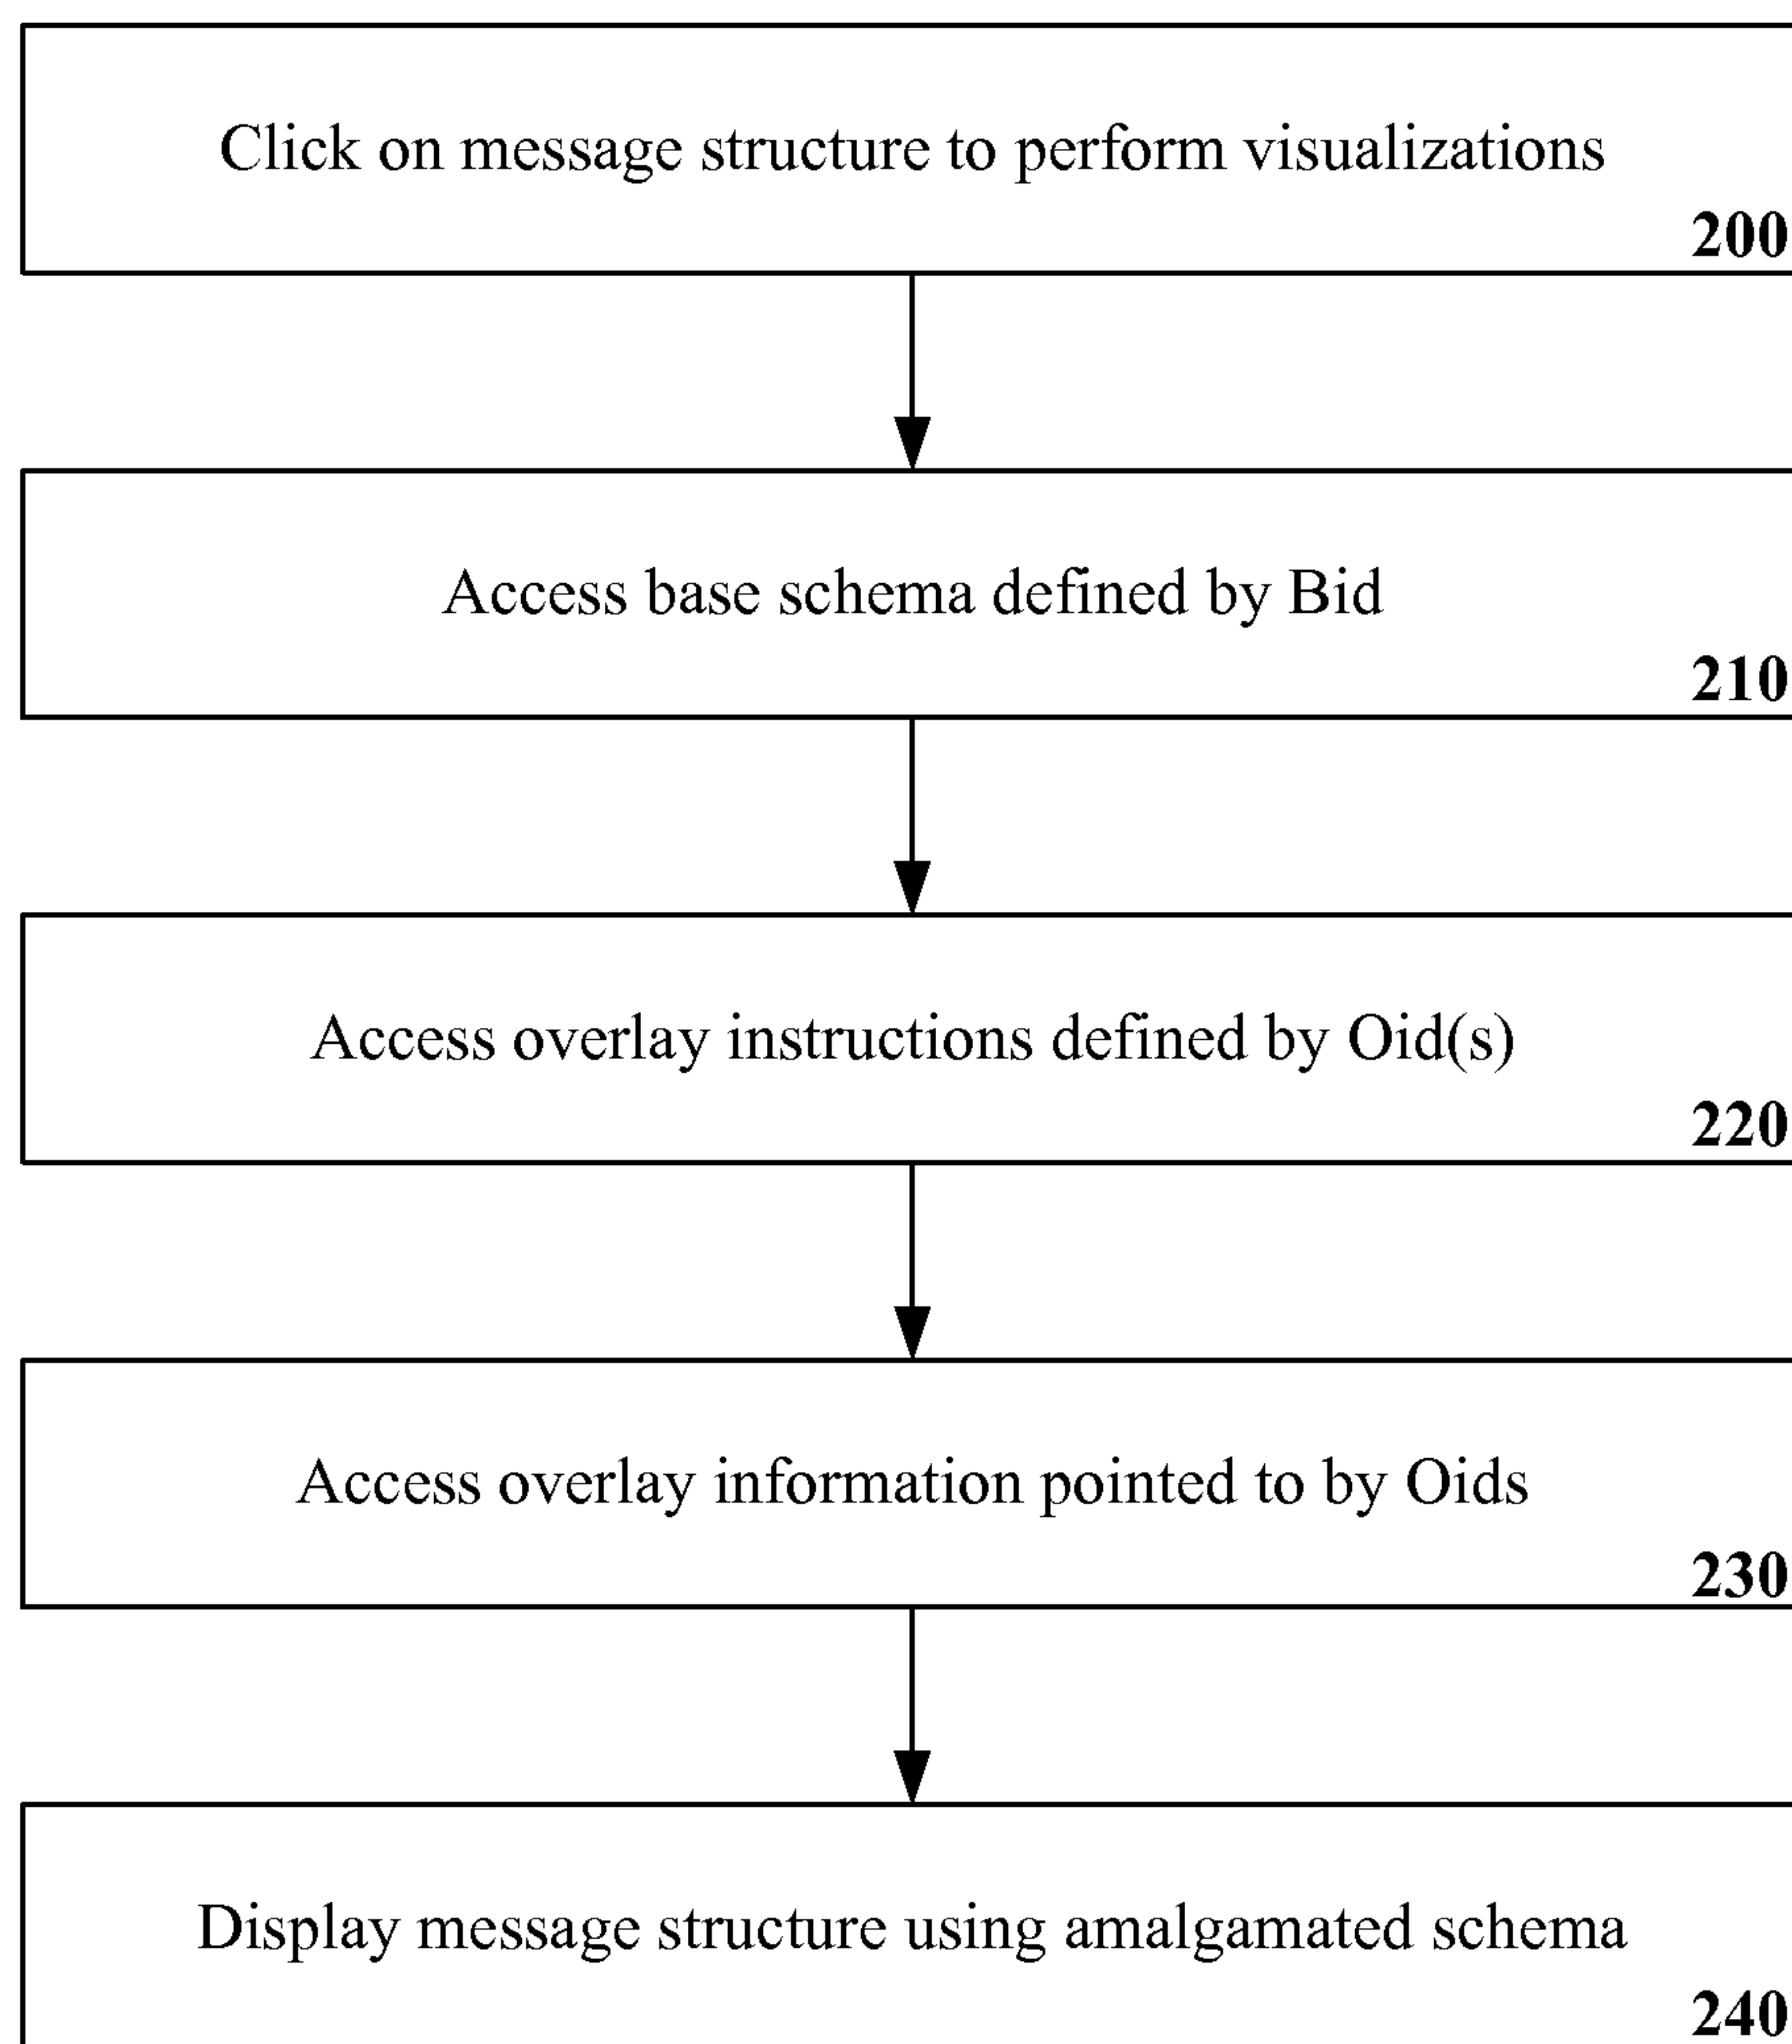 Click on message structure to perform visualizations
200
Access base schema defined by Bid
210
Access overlay instructions defined by Oid(s)
220
Access overlay information pointed to by Oids
230
Display message structure using amalgamated schema
240